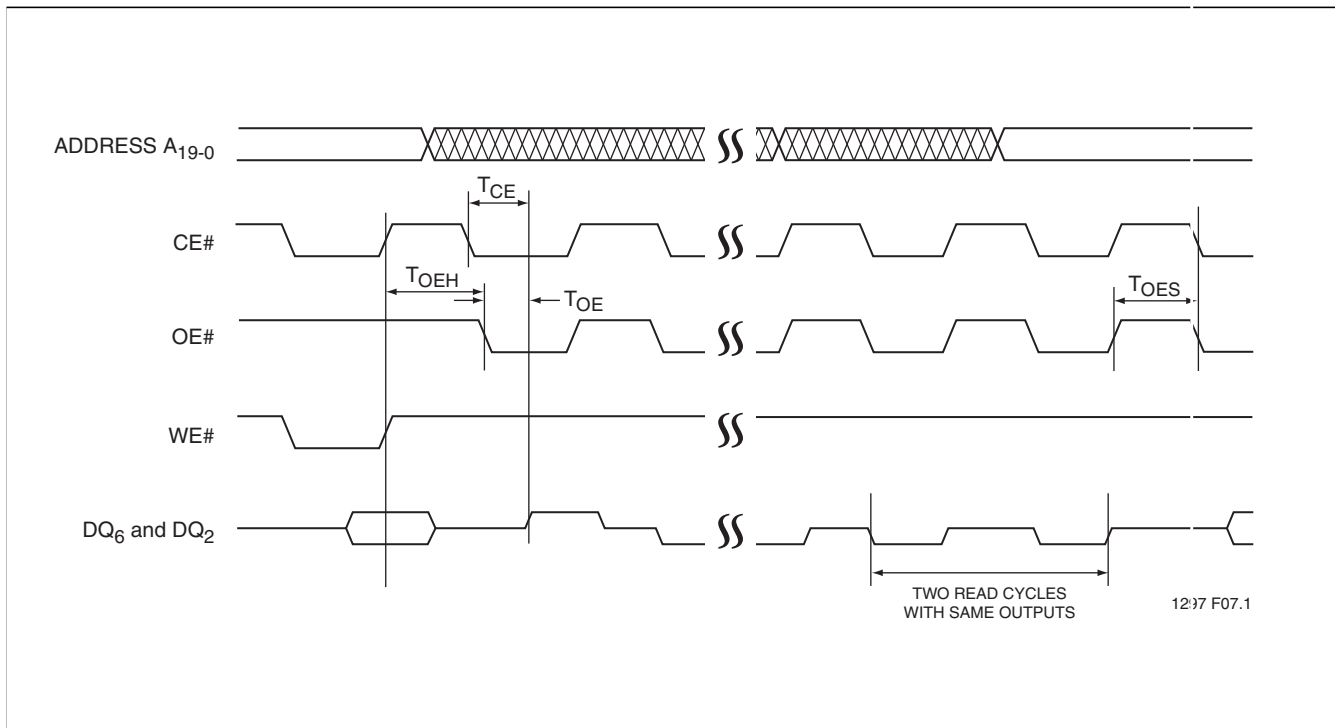 ADDRESS A19-0
TCE
CE#
TOEH
TOE
TOES
OE#
WE#
DQ6 and DQ2
TWO READ CYCLES
WITH SAME OUTPUTS
1297 F07.1